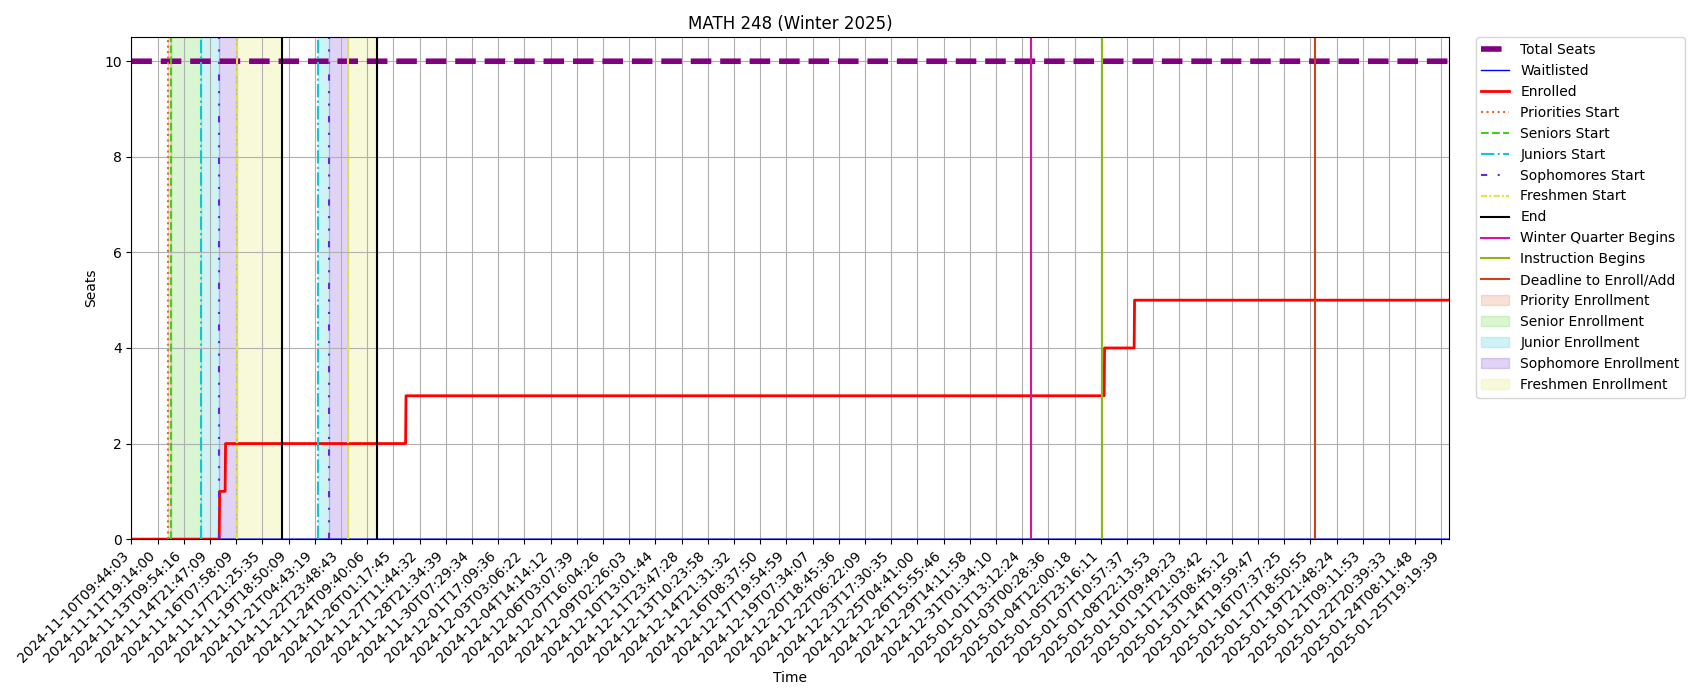 MATH 248 (Winter 2025)
Seats
10
8
6
4
2
0
2024-11-10T09:44:03
2024-11-11T19:14:00
2024-11-13T09:54:16
2024-11-14T21:47:09
2024-11-16T07:58:09
2024-11-17T21:25:35
2024-11-19T18:50:09
2024-11-21T04:43:19
2024-11-22T23:48:43
2024-11-24T09:40:06
2024-11-26T01:17:45
2024-11-27T11:44:32
2024-11-28T21:34:39
2024-11-30T07:29:34
2024-12-01T17:09:36
2024-12-03T03:06:22
2024-12-04T14:14:12
2024-12-06T03:07:39
2024-12-07T16:04:26
2024-12-09T02:26:03
2024-12-10T13:01:44
2024-12-11T23:47:28
2024-12-13T10:23:58
2024-12-14T21:31:32
2024-12-16T08:37:50
2024-12-17T19:54:59
2024-12-19T07:34:07
2024-12-20T18:45:36
2024-12-22T06:22:09
2024-12-23T17:30:35
2024-12-25T04:41:00
2024-12-26T15:55:46
2024-12-29T14:11:58
2024-12-31T01:34:10
2025-01-01T13:12:24
2025-01-03T00:28:36
2025-01-04T12:00:18
2025-01-05T23:16:11
2025-01-07T10:57:37
2025-01-08T22:13:53
2025-01-10T09:49:23
2025-01-11T21:03:42
2025-01-13T08:45:12
2025-01-14T19:59:47
2025-01-16T07:37:25
2025-01-17T18:50:55
2025-01-19T21:48:24
2025-01-21T09:11:53
2025-01-22T20:39:33
2025-01-24T08:11:48
2025-01-25T19:19:39
Time
Total Seats
Waitlisted
Enrolled
Priorities Start
Seniors Start
Juniors Start
Sophomores Start
Freshmen Start
End
Winter Quarter Begins
Instruction Begins
Deadline to Enroll/Add
Priority Enrollment
Senior Enrollment
Junior Enrollment
Sophomore Enrollment
Freshmen Enrollment